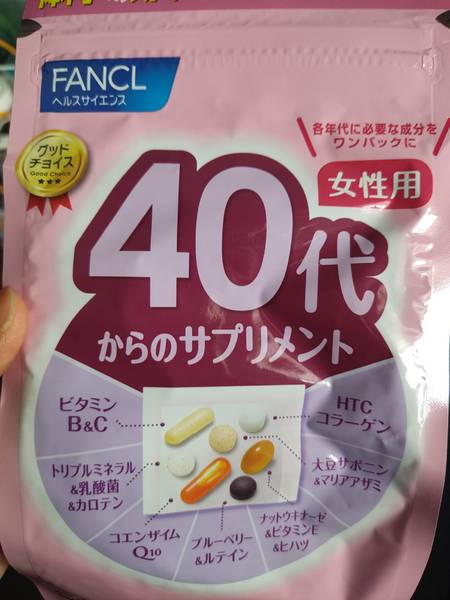 FANCL
ヘルスサイエンス
グッド
チョイス
Good Choice
各年代に必要な成分を
ワンパックに
女性用
40代
からのサプリメント
ビタミン
B&C
HTC
コラーゲン
トリプルミネラル
&乳酸菌
&カロテン
大豆サポニン
&マリアアザミ
コエンザイム
Q10
ブルーベリー
&ルテイン
ナットウキナーゼ
&ビタミンE
&ヒハツ